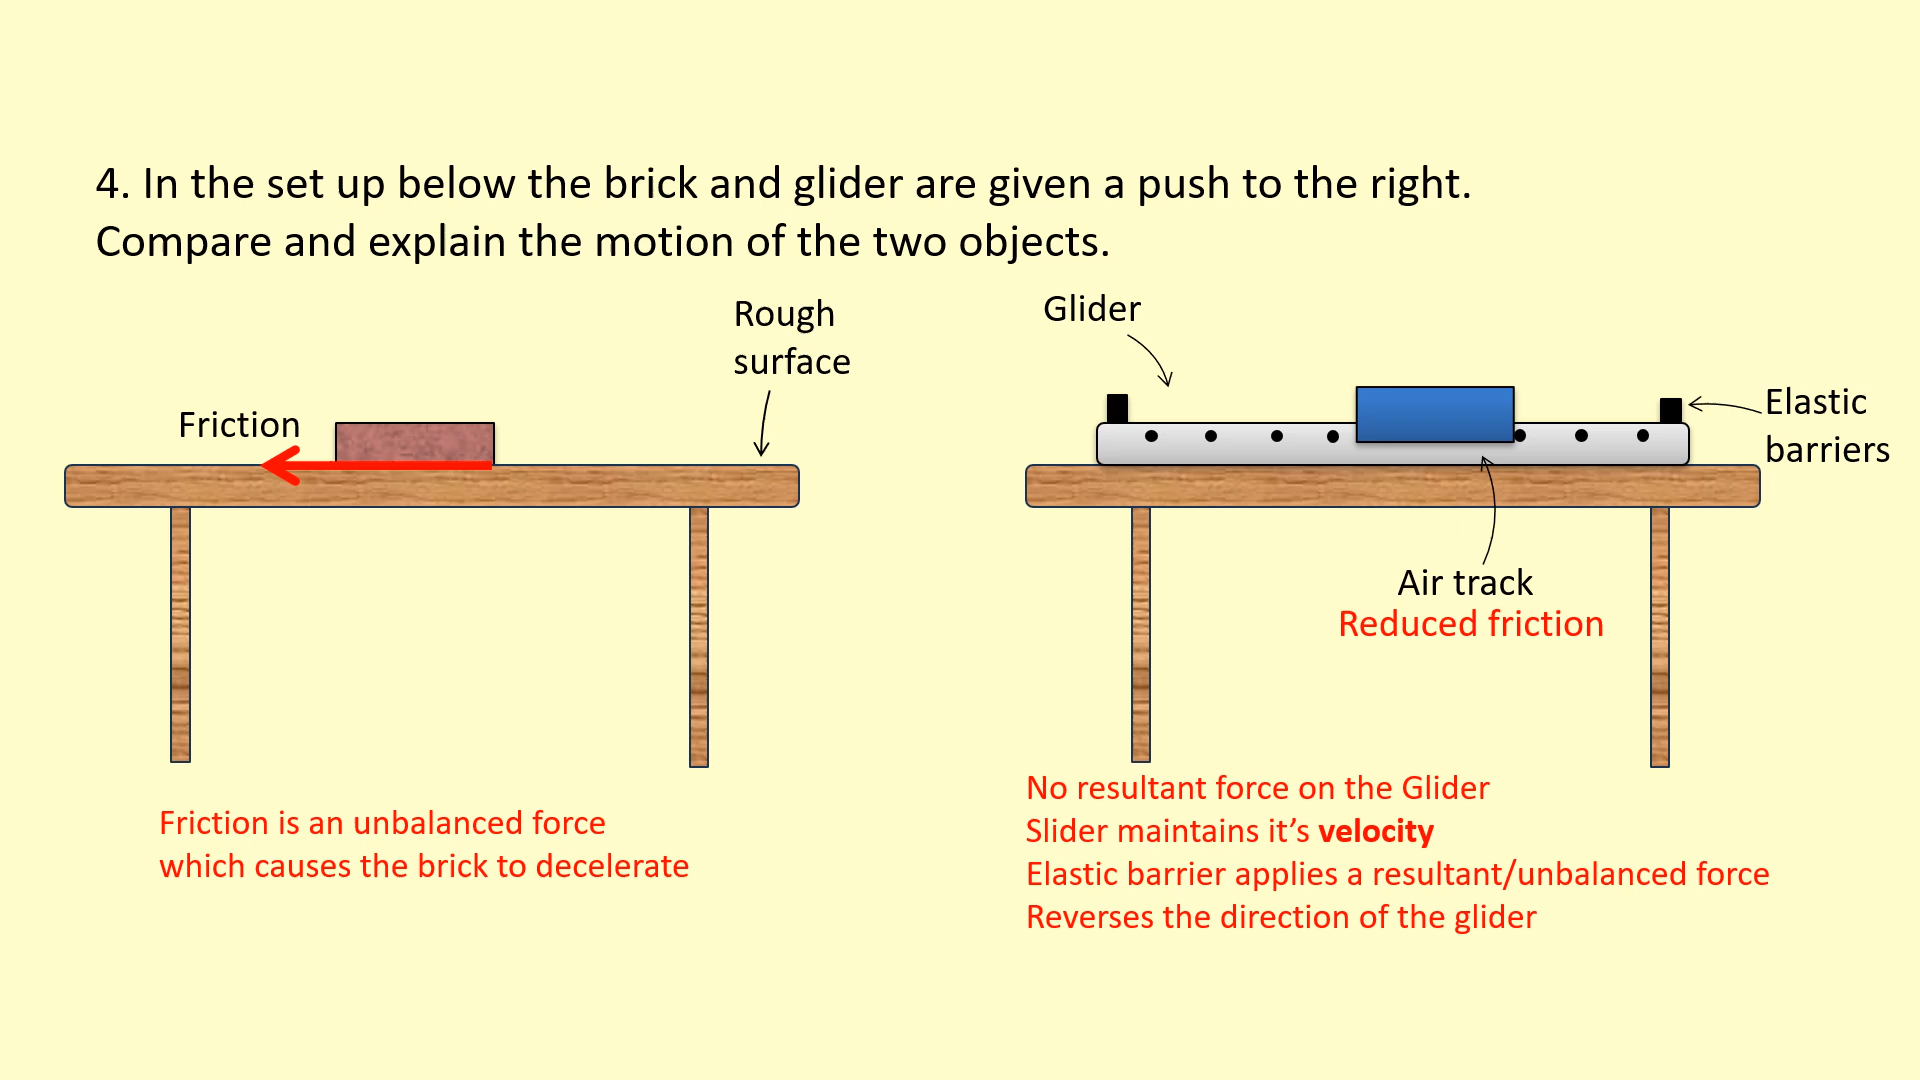 4. In the set up below the brick and glider are given a push to the right.
Compare and explain the motion of the two objects.
Rough
surface
Friction
Glider
Elastic
barriers
Air track
Reduced friction
Friction is an unbalanced force
which causes the brick to decelerate
No resultant force on the Glider
Slider maintains it’s velocity
Elastic barrier applies a resultant/unbalanced force
Reverses the direction of the glider